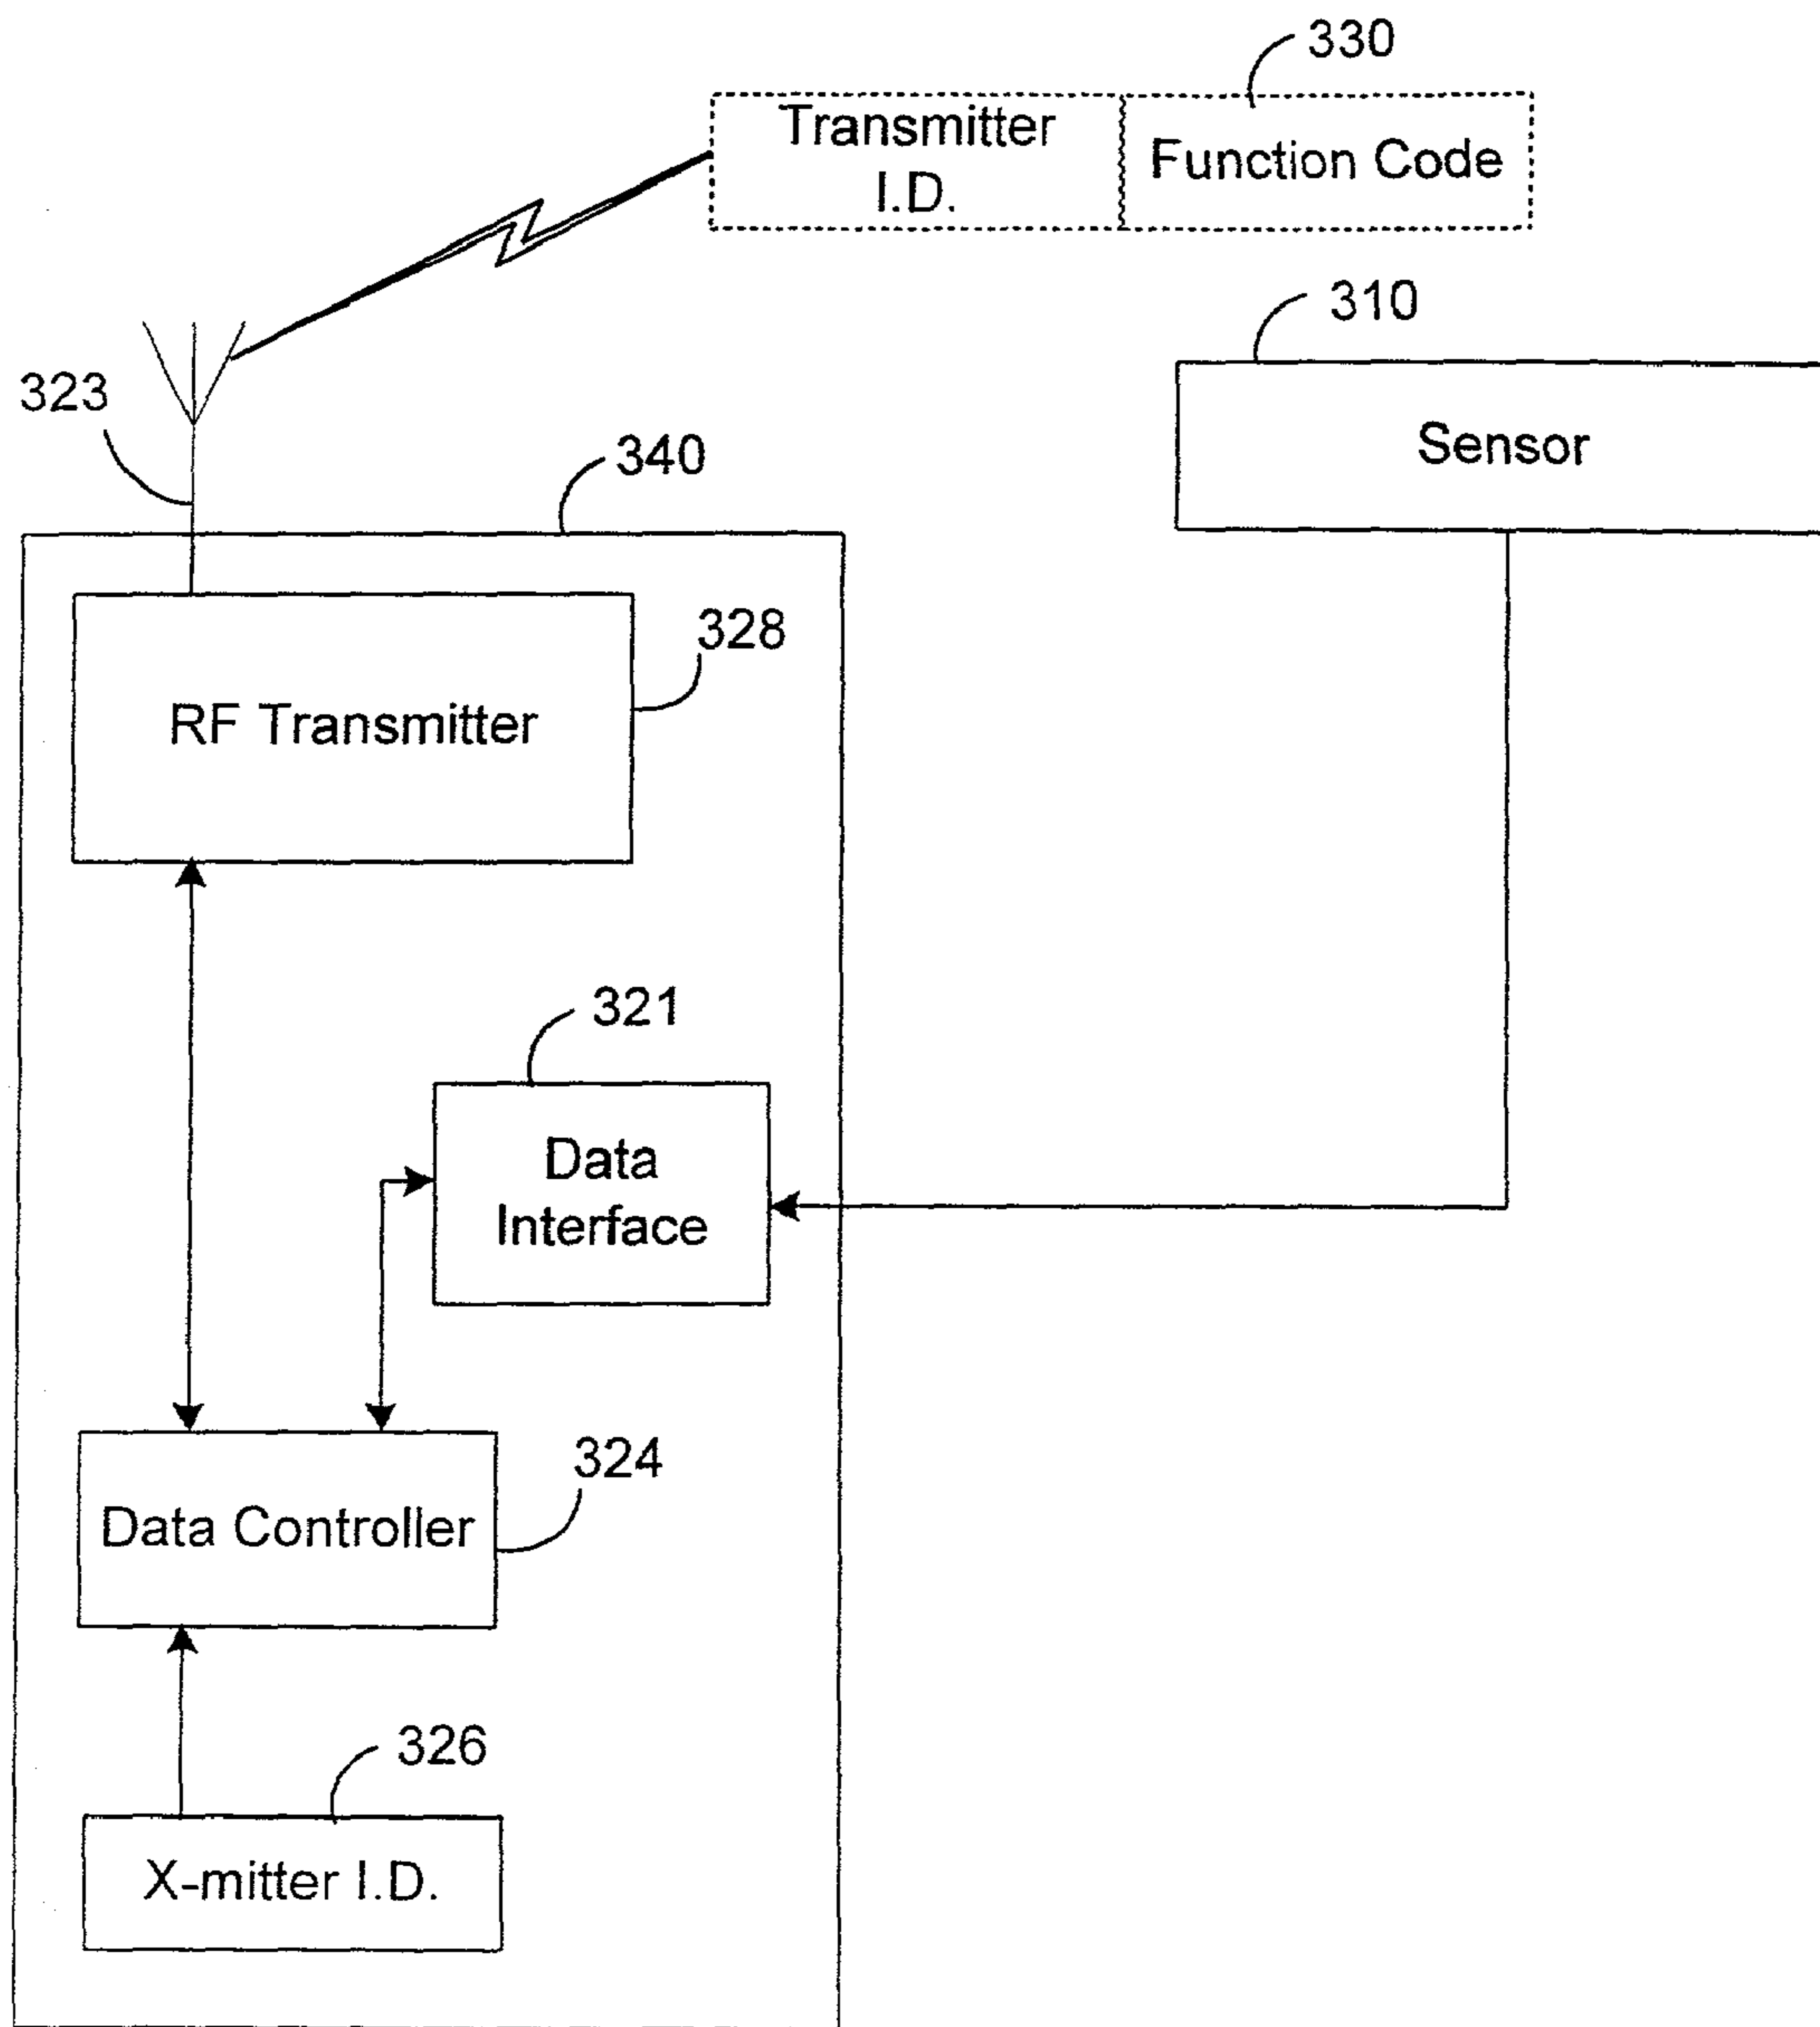 330
Transmitter
I.D.
Function Code
310
Sensor
323
340
328
RF Transmitter
321
Data
Interface
324
Data Controller
326
X-mitter I.D.